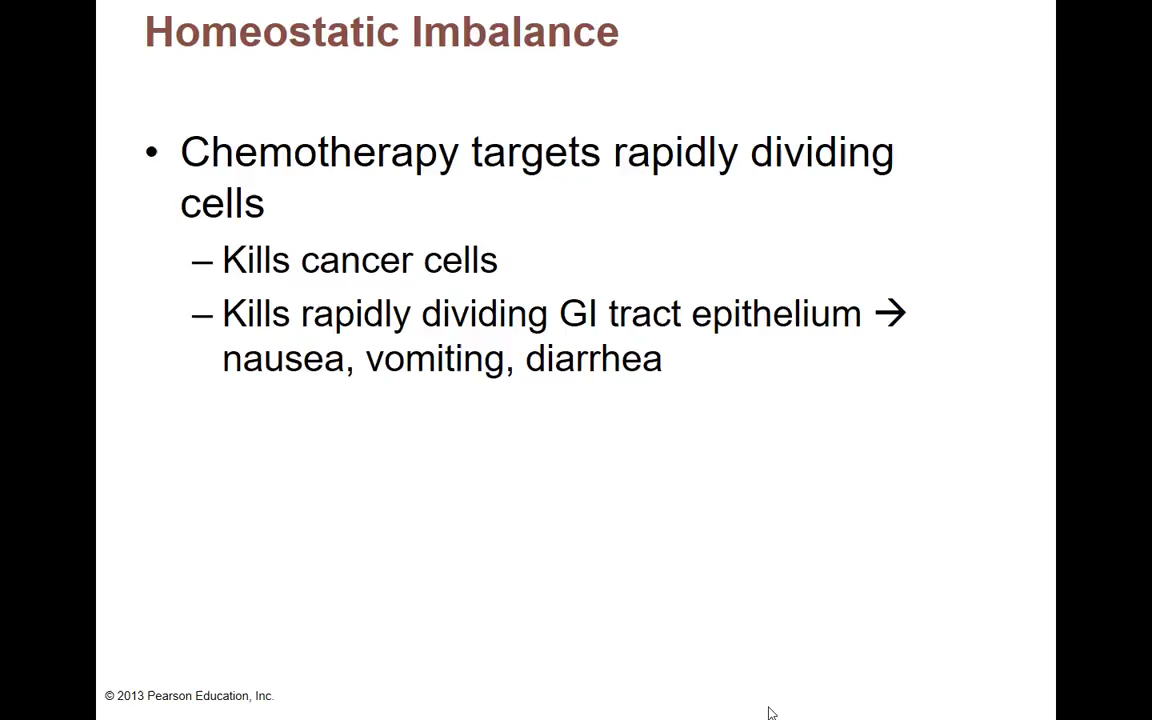 Homeostatic Imbalance
• Chemotherapy targets rapidly dividing
cells
– Kills cancer cells
– Kills rapidly dividing GI tract epithelium →
nausea, vomiting, diarrhea
© 2013 Pearson Education, Inc.